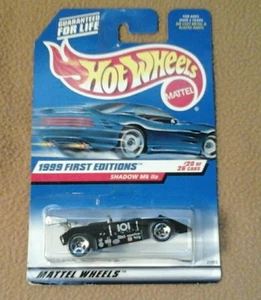 GUARANTEED
FOR LIFE
Hot Wheels
MATTEL
1999 FIRST EDITIONS
#20 OF
26 CARS
SHADOW MK IIa
101
MATTEL WHEELS